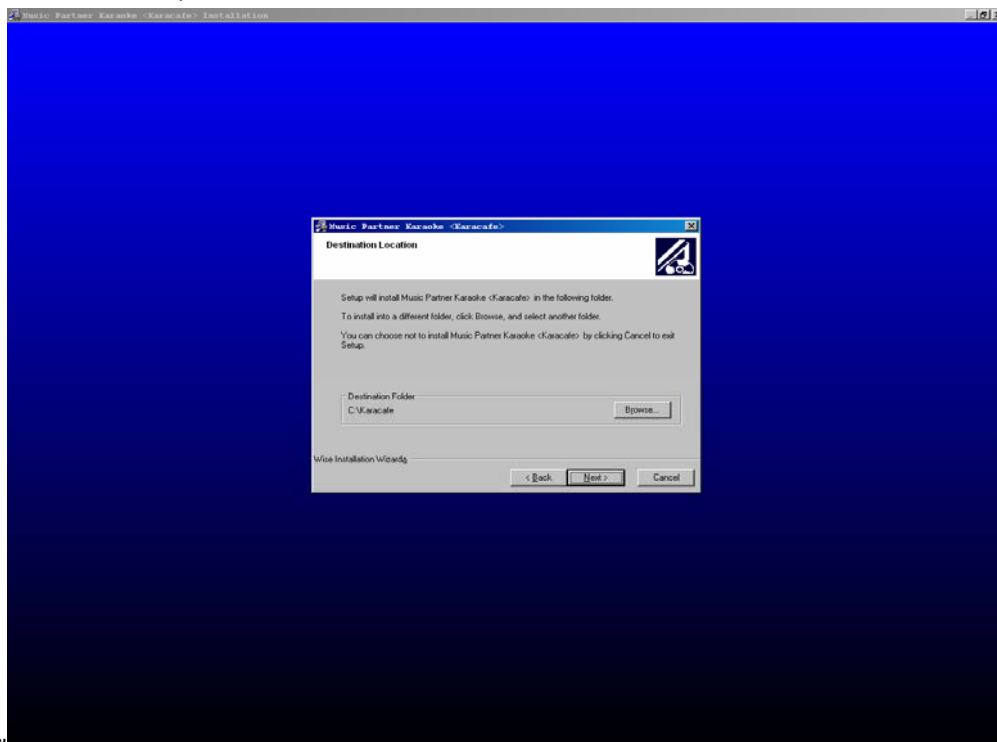 Music Partner Karaoke <Karacafe> Installation
Music Partner Karaoke <Karacafe>
Destination Location
Setup will install Music Partner Karaoke <Karacafe> in the following folder.
To install into a different folder, click Browse, and select another folder.
You can choose not to install Music Partner Karaoke <Karacafe> by clicking Cancel to exit
Setup.
Destination Folder
C:\Karacafe
Browse...
Wise Installation Wizard
< Back
Next >
Cancel